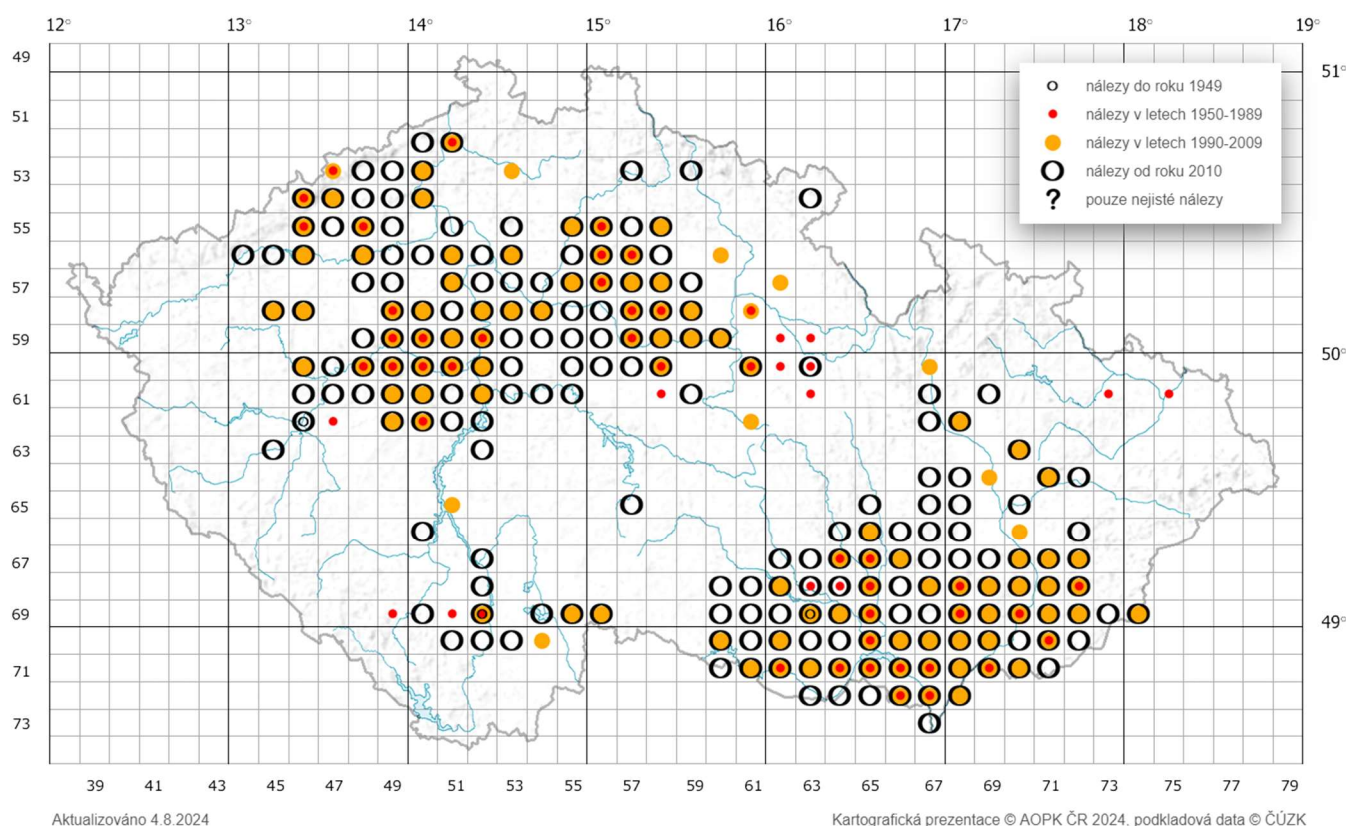 12° 13° 14° 15° 16° 17° 18° 19°
49
51°
nálezy do roku 1949
51
nálezy v letech 1950-1989
nálezy v letech 1990-2009
53
nálezy od roku 2010
? pouze nejisté nálezy
55
57
59
50°
61
63
65
67
69
49°
71
73
39 41 43 45 47 49 51 53 55 57 59 61 63 65 67 69 71 73 75 77 79
Aktualizováno 4.8.2024 Kartografická prezentace © AOPK ČR 2024, podkladová data © ČÚZK